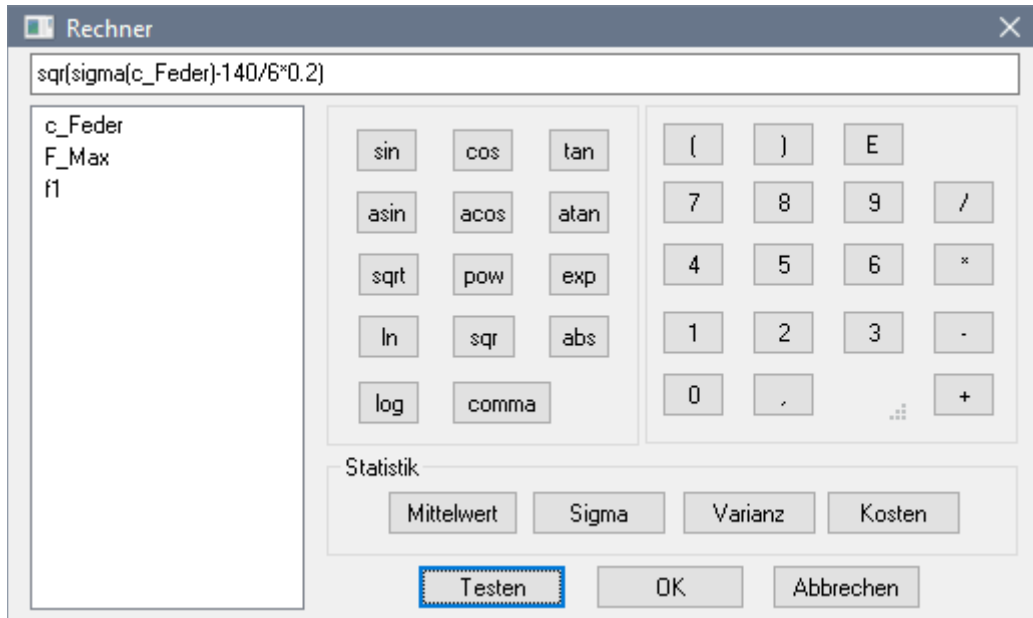 Rechner
sqr(sigma(c_Feder)-140/6*0.2)
c_Feder
F_Max
f1
sin cos tan
asin acos atan
sqrt pow exp
ln sqr abs
log comma
( ) E
7 8 9 /
4 5 6 *
1 2 3 -
0 , +
Statistik
Mittelwert Sigma Varianz Kosten
Testen OK Abbrechen